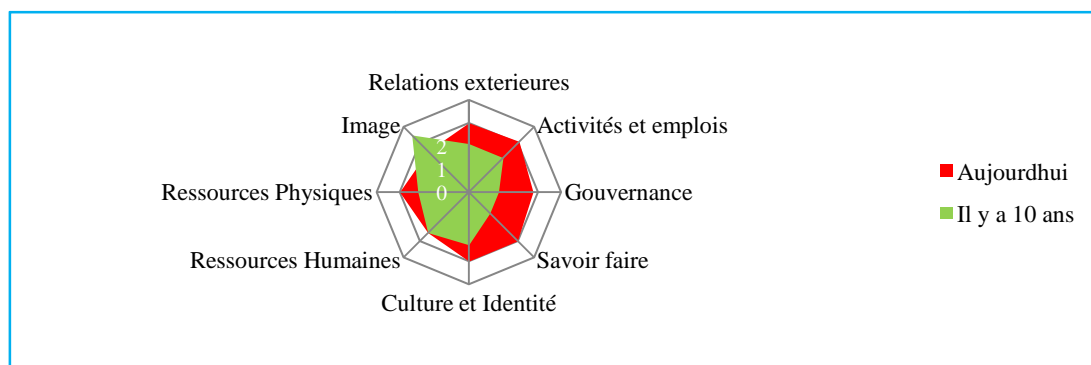 Relations exterieures
Image
Activités et emplois
2
1
0
Ressources Physiques
Gouvernance
Ressources Humaines
Savoir faire
Culture et Identité
Aujourdhui
Il y a 10 ans